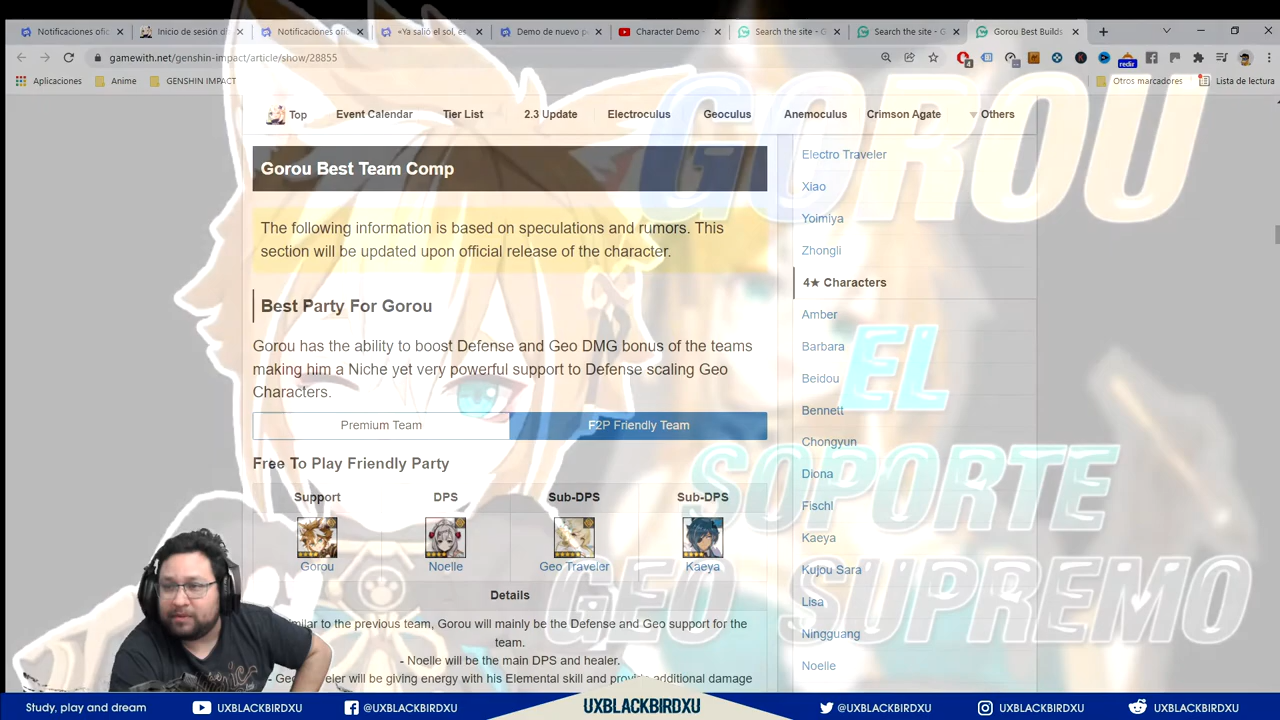 Notificaciones ofic
Inicio de sesión d
Notificaciones ofic
«Ya salió el sol, es
Demo de nuevo p
Character Demo -
Search the site - G
Search the site - G
Gorou Best Builds
gamewith.net/genshin-impact/article/show/28855
Aplicaciones
Anime
GENSHIN IMPACT
Otros marcadores
Lista de lectura
Top
Event Calendar
Tier List
2.3 Update
Electroculus
Geoculus
Anemoculus
Crimson Agate
Others
GOROU
EL
SOPORTE
GEO SUPREMO
Gorou Best Team Comp
The following information is based on speculations and rumors. This
section will be updated upon official release of the character.
Best Party For Gorou
Gorou has the ability to boost Defense and Geo DMG bonus of the teams
making him a Niche yet very powerful support to Defense scaling Geo
Characters.
Premium Team
F2P Friendly Team
Free To Play Friendly Party
Support
DPS
Sub-DPS
Sub-DPS
Gorou
Noelle
Geo Traveler
Kaeya
Details
to the previous team, Gorou will mainly be the Defense and Geo support for the
team.
- Noelle will be the main DPS and healer.
will be giving energy with his Elemental skill and provide additional damage
Electro Traveler
Xiao
Yoimiya
Zhongli
4★ Characters
Amber
Barbara
Beidou
Bennett
Chongyun
Diona
Fischl
Kaeya
Kujou Sara
Lisa
Ningguang
Noelle
Study, play and dream
UXBLACKBIRDXU
@UXBLACKBIRDXU
UXBLACKBIRDXU
@UXBLACKBIRDXU
UXBLACKBIRDXU
UXBLACKBIRDXU